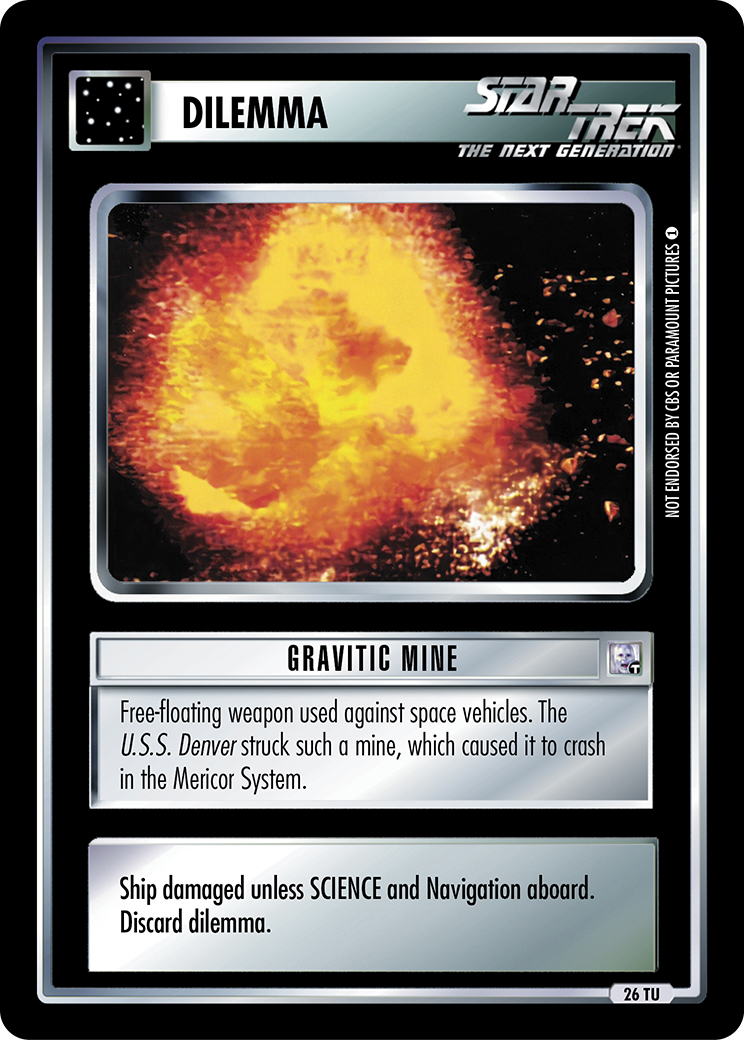 DILEMMA
STAR TREK
THE NEXT GENERATION
NOT ENDORSED BY CBS OR PARAMOUNT PICTURES 1
GRAVITIC MINE
T
Free-floating weapon used against space vehicles. The
U.S.S. Denver struck such a mine, which caused it to crash
in the Mericor System.
Ship damaged unless SCIENCE and Navigation aboard.
Discard dilemma.
26 TU